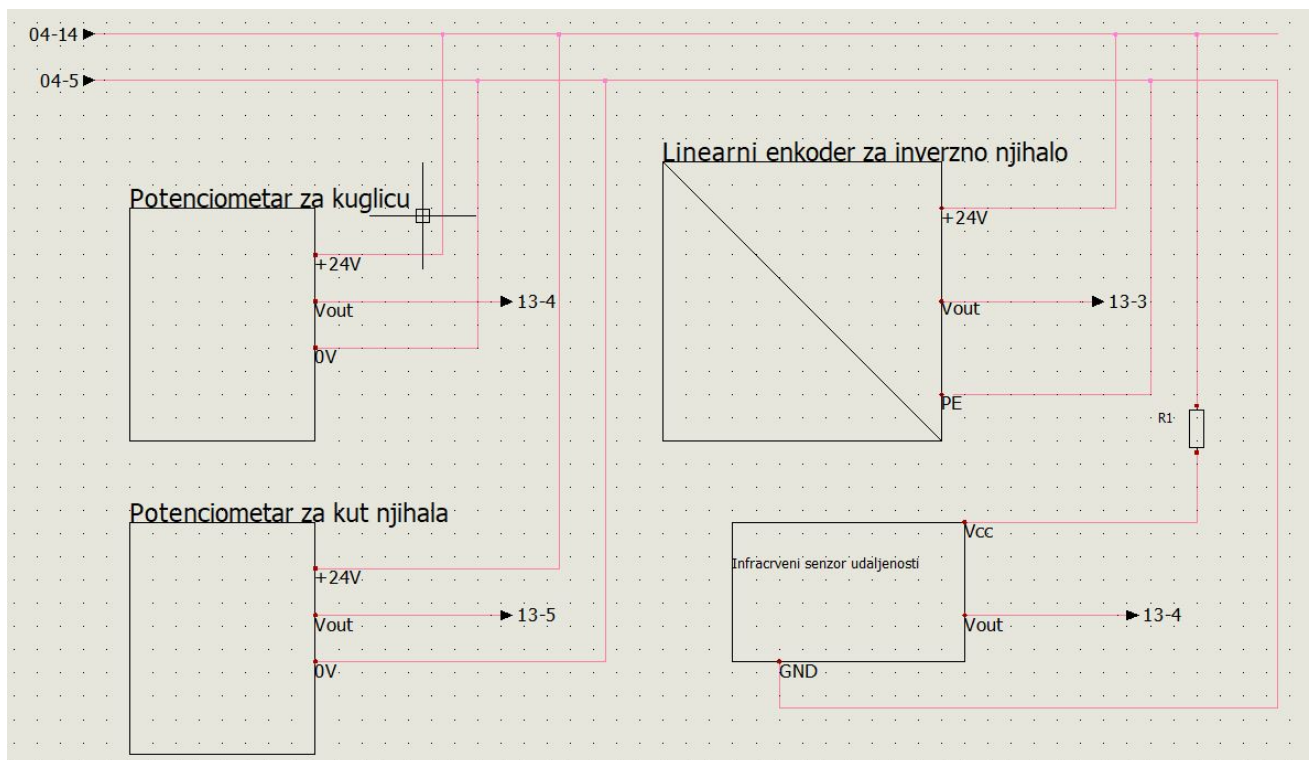 04-14
04-5
Linearni enkoder za inverzno njihalo
Potenciometar za kuglicu
+24V
+24V
Vout
13-4
Vout
13-3
0V
PE
R1
Potenciometar za kut njihala
Vcc
Infracrveni senzor udaljenosti
+24V
Vout
13-5
Vout
13-4
0V
GND